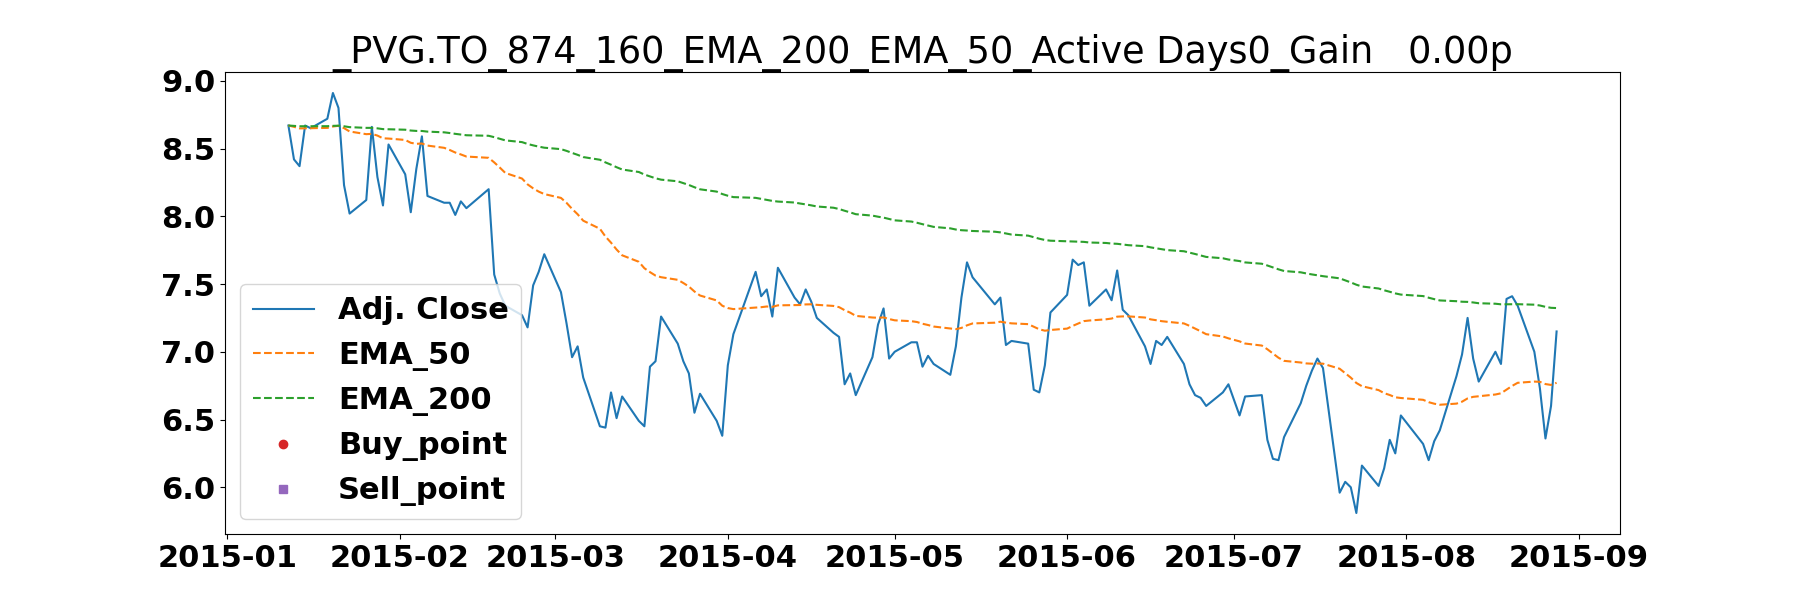 _PVG.TO_874_160_EMA_200_EMA_50_Active Days0_Gain   0.00p
9.0
8.5
8.0
7.5
7.0
6.5
6.0
Adj. Close
EMA_50
EMA_200
Buy_point
Sell_point
2015-01 2015-02 2015-03 2015-04 2015-05 2015-06 2015-07 2015-08 2015-09